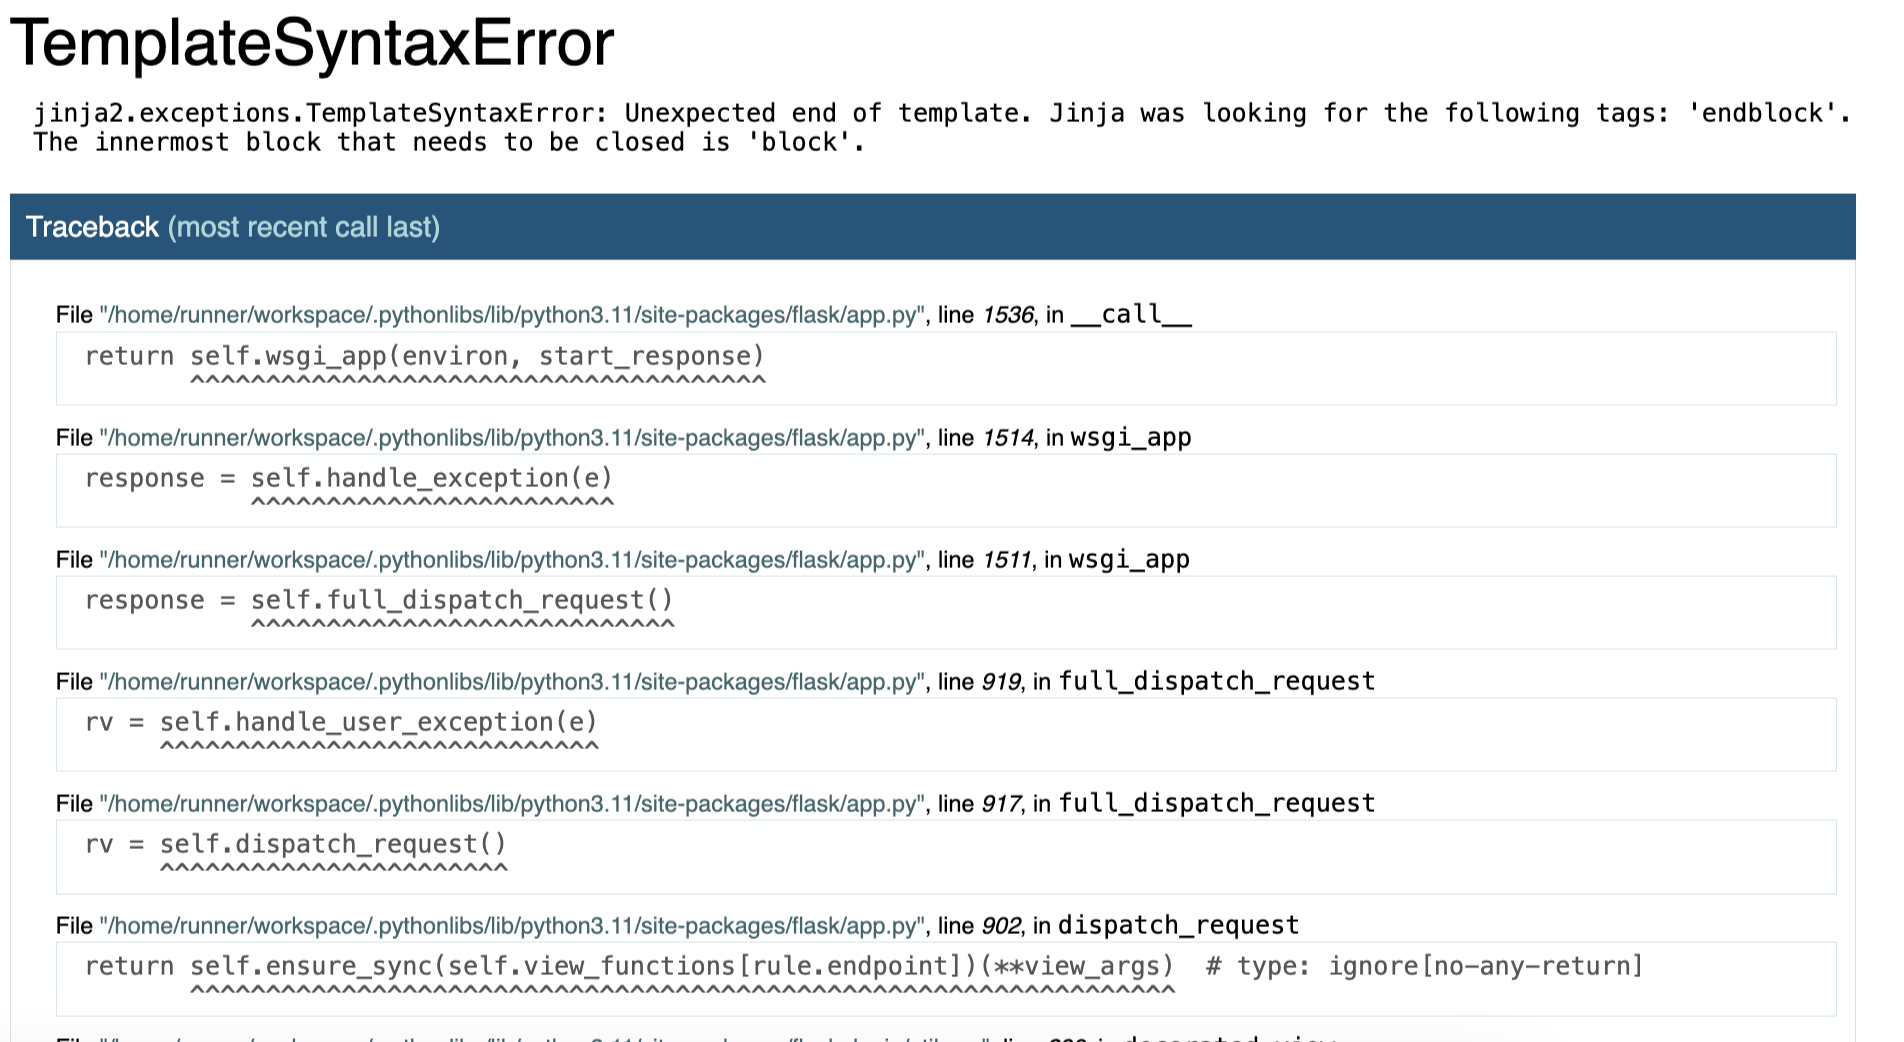 TemplateSyntaxError
jinja2.exceptions.TemplateSyntaxError: Unexpected end of template. Jinja was looking for the following tags: 'endblock'.
The innermost block that needs to be closed is 'block'.
Traceback (most recent call last)
File "/home/runner/workspace/.pythonlibs/lib/python3.11/site-packages/flask/app.py", line 1536, in __call__
return self.wsgi_app(environ, start_response)
^^^^^^^^^^^^^^^^^^^^^^^^^^^^^^^^^^^^^^
File "/home/runner/workspace/.pythonlibs/lib/python3.11/site-packages/flask/app.py", line 1514, in wsgi_app
response = self.handle_exception(e)
^^^^^^^^^^^^^^^^^^^^^^^^
File "/home/runner/workspace/.pythonlibs/lib/python3.11/site-packages/flask/app.py", line 1511, in wsgi_app
response = self.full_dispatch_request()
^^^^^^^^^^^^^^^^^^^^^^^^^^^^
File "/home/runner/workspace/.pythonlibs/lib/python3.11/site-packages/flask/app.py", line 919, in full_dispatch_request
rv = self.handle_user_exception(e)
^^^^^^^^^^^^^^^^^^^^^^^^^^^^^
File "/home/runner/workspace/.pythonlibs/lib/python3.11/site-packages/flask/app.py", line 917, in full_dispatch_request
rv = self.dispatch_request()
^^^^^^^^^^^^^^^^^^^^^^^
File "/home/runner/workspace/.pythonlibs/lib/python3.11/site-packages/flask/app.py", line 902, in dispatch_request
return self.ensure_sync(self.view_functions[rule.endpoint])(**view_args)  # type: ignore[no-any-return]
^^^^^^^^^^^^^^^^^^^^^^^^^^^^^^^^^^^^^^^^^^^^^^^^^^^^^^^^^^^^^^^^^